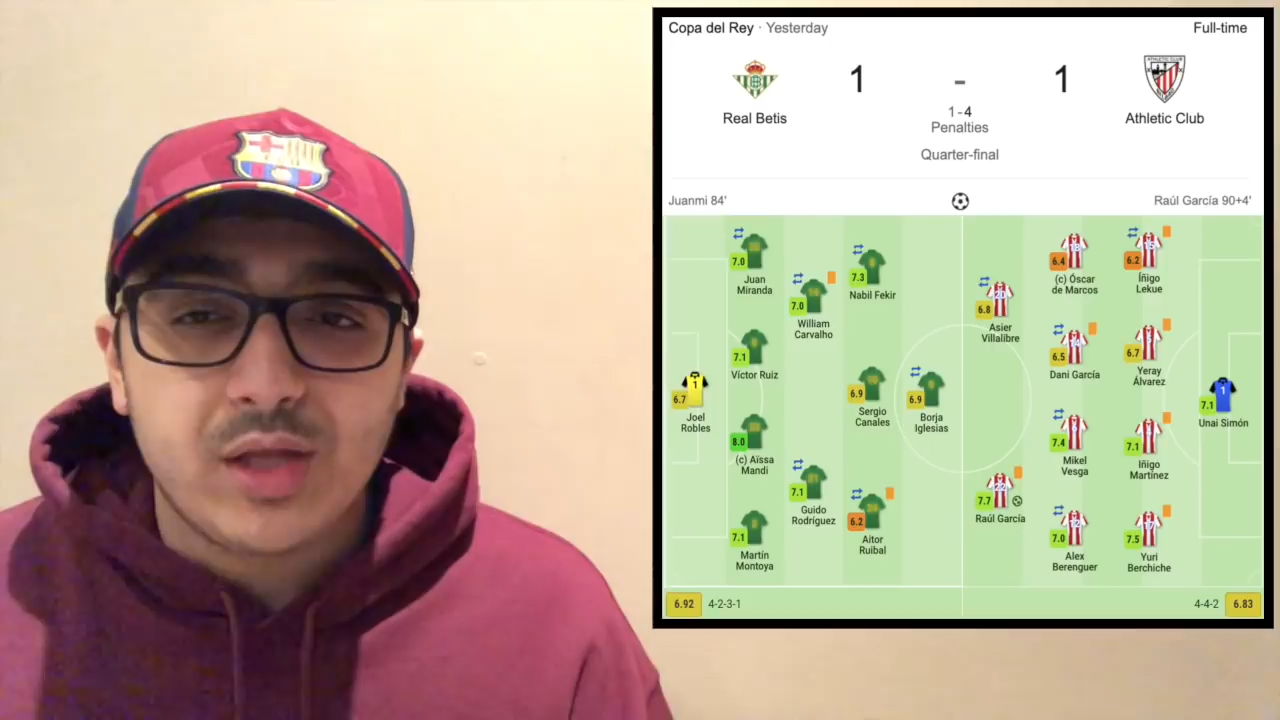 Copa del Rey · Yesterday
Full-time
1 - 1
1 - 4
Real Betis
Penalties
Athletic Club
Quarter-final
Juanmi 84'
Raúl García 90+4'
7.0
Juan
Miranda
7.0
William
Carvalho
7.3
Nabil Fekir
7.1
Víctor Ruiz
1
6.7
Joel
Robles
6.9
Sergio
Canales
6.9
Borja
Iglesias
8.0
(c) Aïssa
Mandi
7.1
Guido
Rodríguez
6.2
Aitor
Ruibal
7.1
Martín
Montoya
20
6.8
Asier
Villalibre
6.4
(c) Óscar
de Marcos
6.2
Íñigo
Lekue
6.5
Dani García
6.7
Yeray
Álvarez
1
7.1
Unai Simón
7.4
Mikel
Vesga
7.1
Iñigo
Martínez
22
7.7
Raúl García
7.0
Alex
Berenguer
7.5
Yuri
Berchiche
6.92 4-2-3-1
4-4-2 6.83